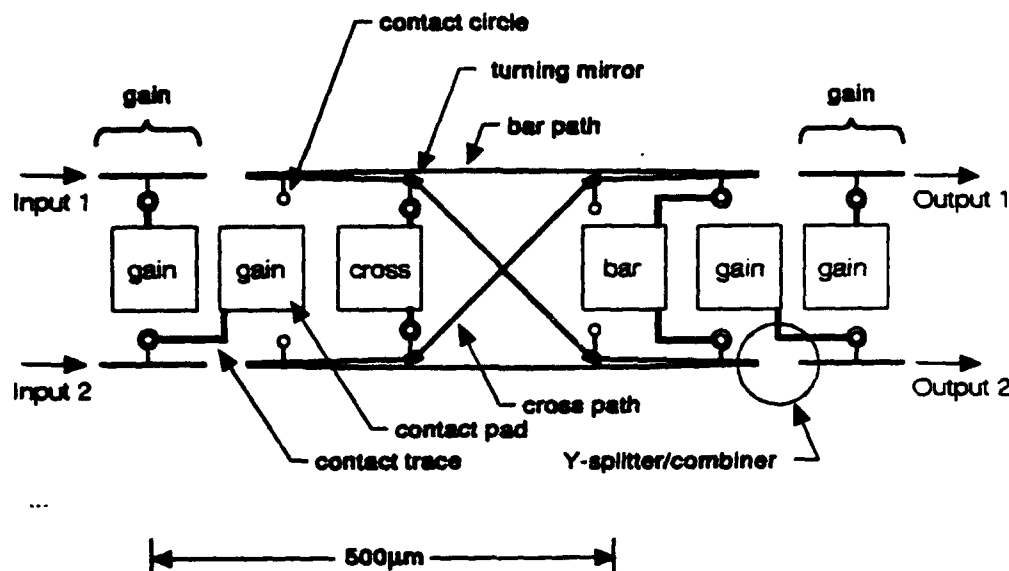 contact circle
turning mirror
gain
bar path
gain
Input 1
Output 1
gain
gain
cross
bar
gain
gain
Input 2
Output 2
cross path
contact pad
contact trace
Y-splitter/combiner
...
500µm